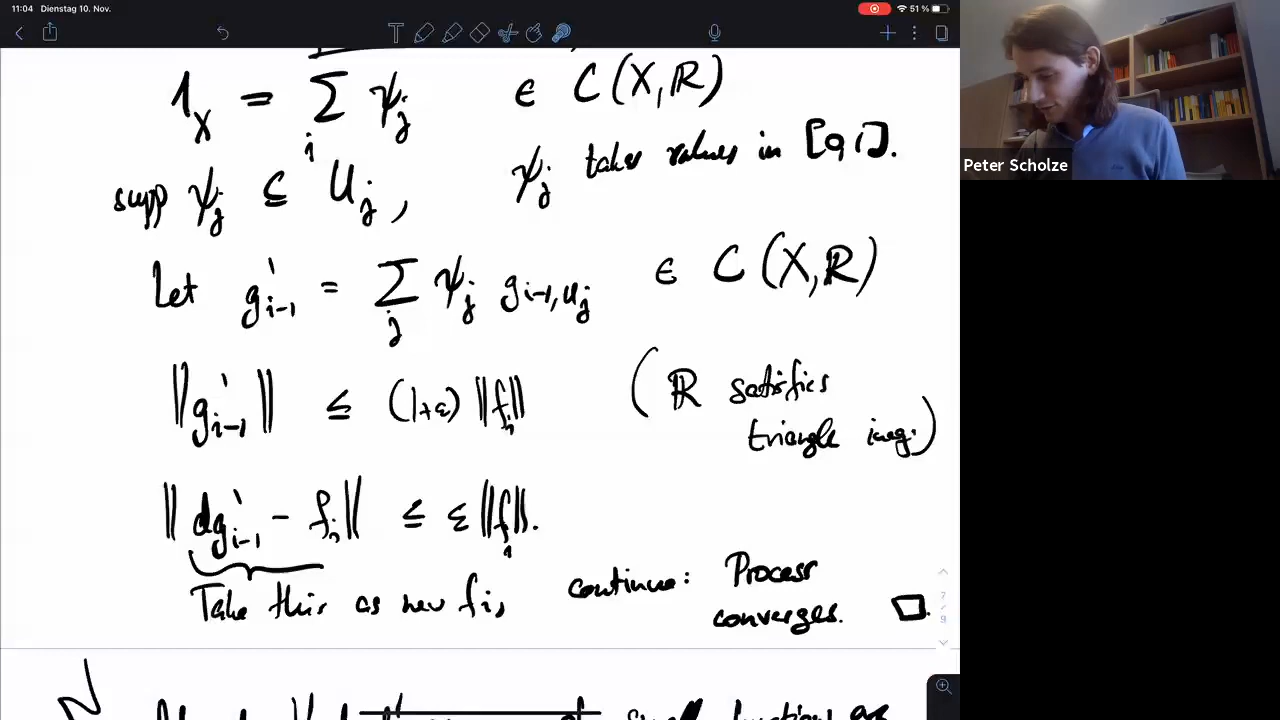 11:04 Dienstag 10. Nov.
51 %
1_X = Σ_j ψ_j ∈ C(X,ℝ)
supp ψ_j ⊆ U_j, ψ_j takes values in [0,1].
Let g'_{i-1} = Σ_j ψ_j g_{i-1,U_j} ∈ C(X,ℝ)
‖g'_{i-1}‖ ≤ (1+ε)‖f_i‖ (ℝ satisfies
triangle ineq.)
‖dg'_{i-1} - f_i‖ ≤ ε‖f_i‖.
Take this as new f_i, continue: Process
converges. □.
7
/
9
Peter Scholze